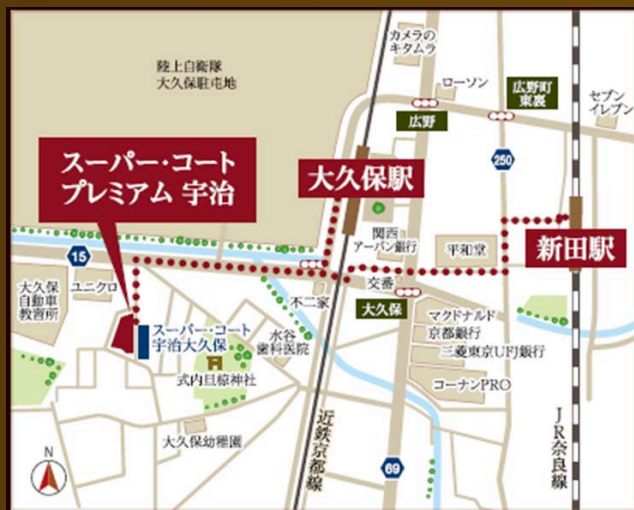 カメラの
キタムラ
陸上自衛隊
大久保駐屯地
ローソン
広野町
東裏
セブン
イレブン
広野
スーパー・コート
プレミアム 宇治
大久保駅
250
関西
アーバン銀行
平和堂
新田駅
15
ユニクロ
大久保
自動車
教習所
不二家
交番
大久保
スーパー・コート
宇治大久保
水谷
歯科医院
マクドナルド
京都銀行
三菱東京UFJ銀行
コーナンPRO
式内旦椋神社
大久保幼稚園
近鉄京都線
69
JR奈良線
N